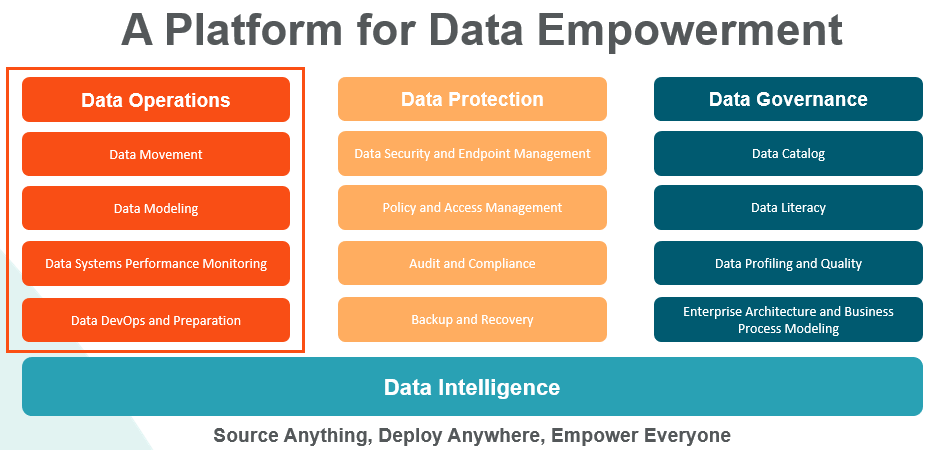 A Platform for Data Empowerment
Data Operations
Data Movement
Data Modeling
Data Systems Performance Monitoring
Data DevOps and Preparation
Data Protection
Data Security and Endpoint Management
Policy and Access Management
Audit and Compliance
Backup and Recovery
Data Governance
Data Catalog
Data Literacy
Data Profiling and Quality
Enterprise Architecture and Business
Process Modeling
Data Intelligence
Source Anything, Deploy Anywhere, Empower Everyone